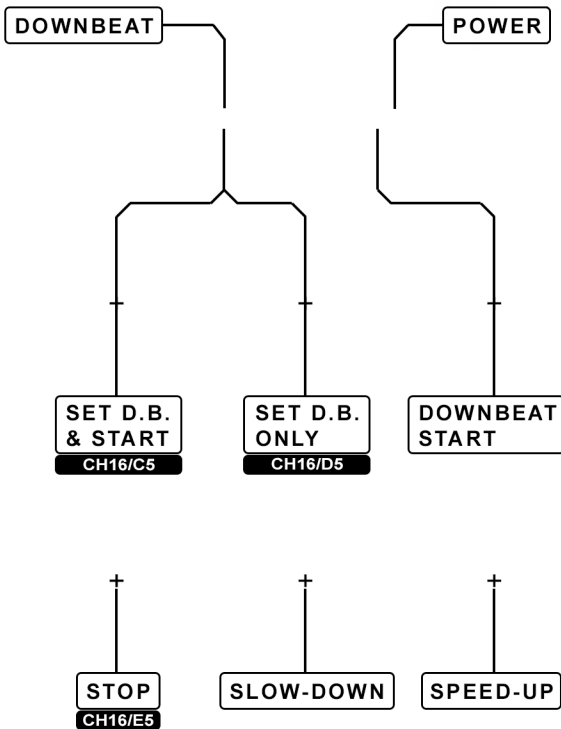 DOWNBEAT
POWER
SET D.B.
& START
CH16/C5
SET D.B.
ONLY
CH16/D5
DOWNBEAT
START
STOP
CH16/E5
SLOW-DOWN
SPEED-UP